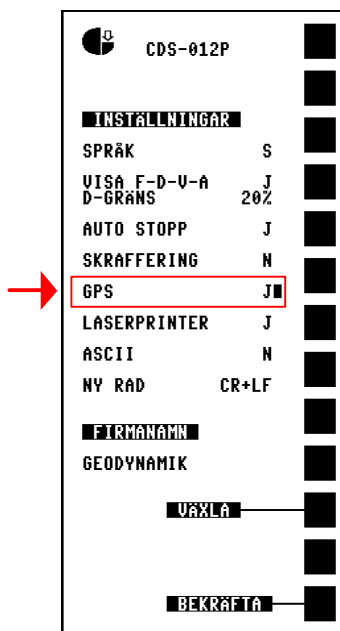 CDS-012P
INSTÄLLNINGAR
SPRÅK S
VISA F-D-V-A J
D-GRÄNS 20%
AUTO STOPP J
SKRAFFERING N
GPS J
LASERPRINTER J
ASCII N
NY RAD CR+LF
FIRMANAMN
GEODYNAMIK
VÄXLA
BEKRÄFTA